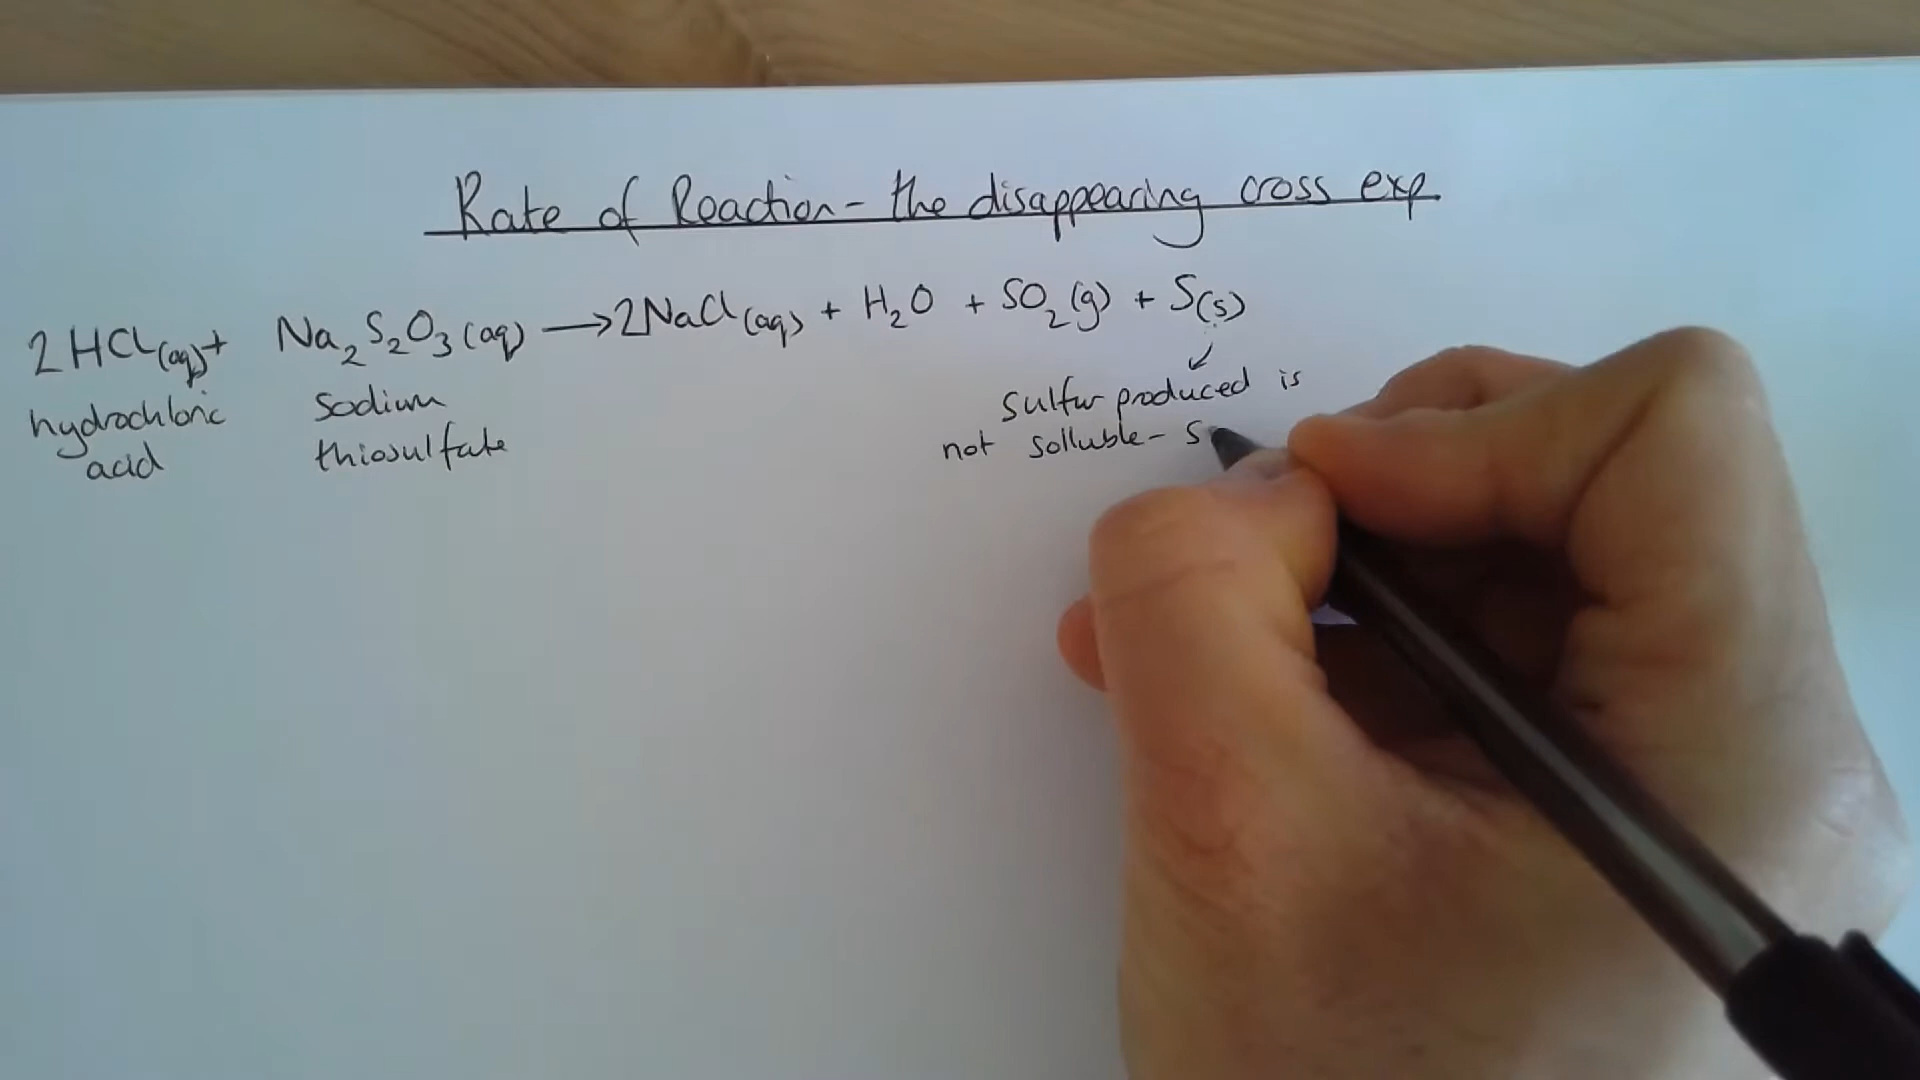 Rate of Reaction - the disappearing cross exp.
2HCl(aq) + Na₂S₂O₃(aq) → 2NaCl(aq) + H₂O + SO₂(g) + S(s)
hydrochloric
acid
sodium
thiosulfate
sulfur produced is
not solluble - S